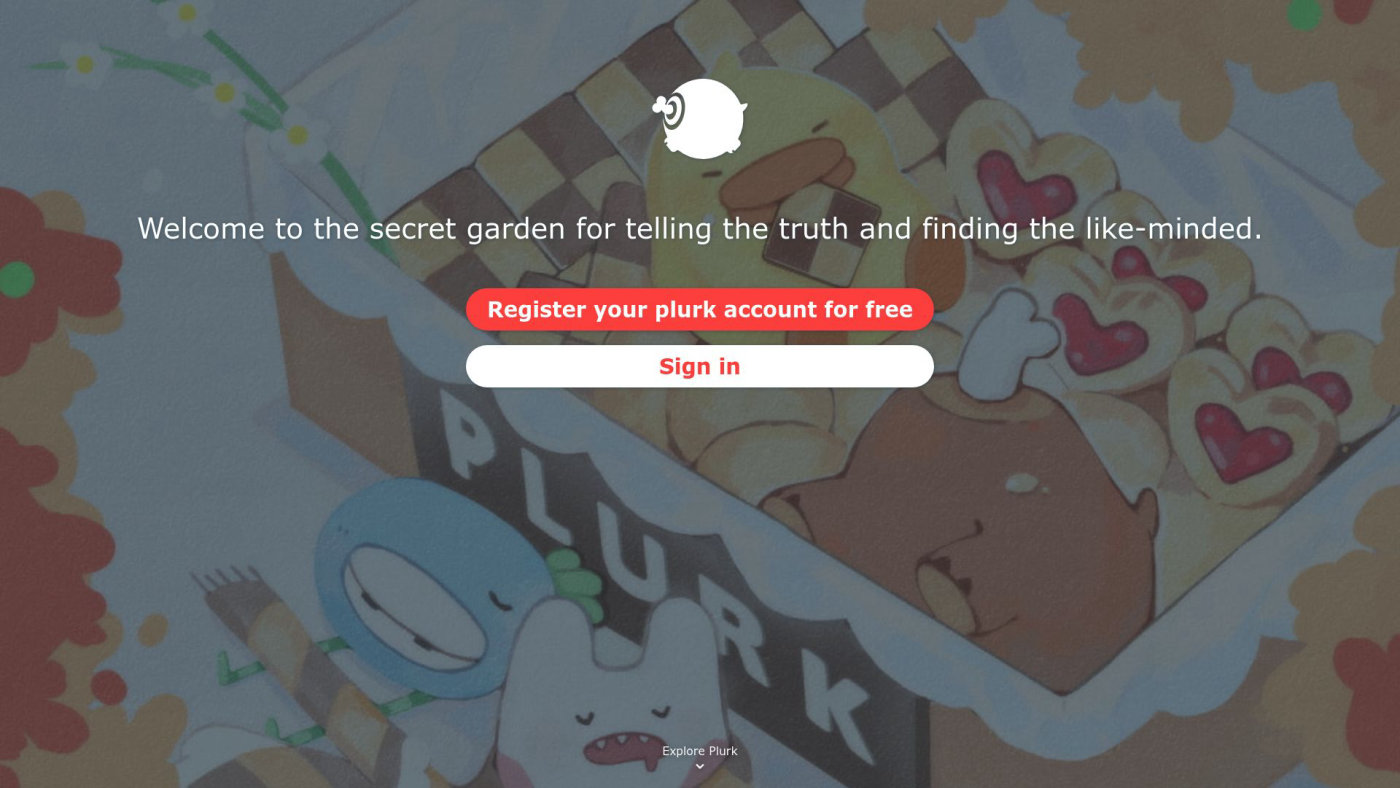 Welcome to the secret garden for telling the truth and finding the like-minded.
Register your plurk account for free
Sign in
PLURK
Explore Plurk